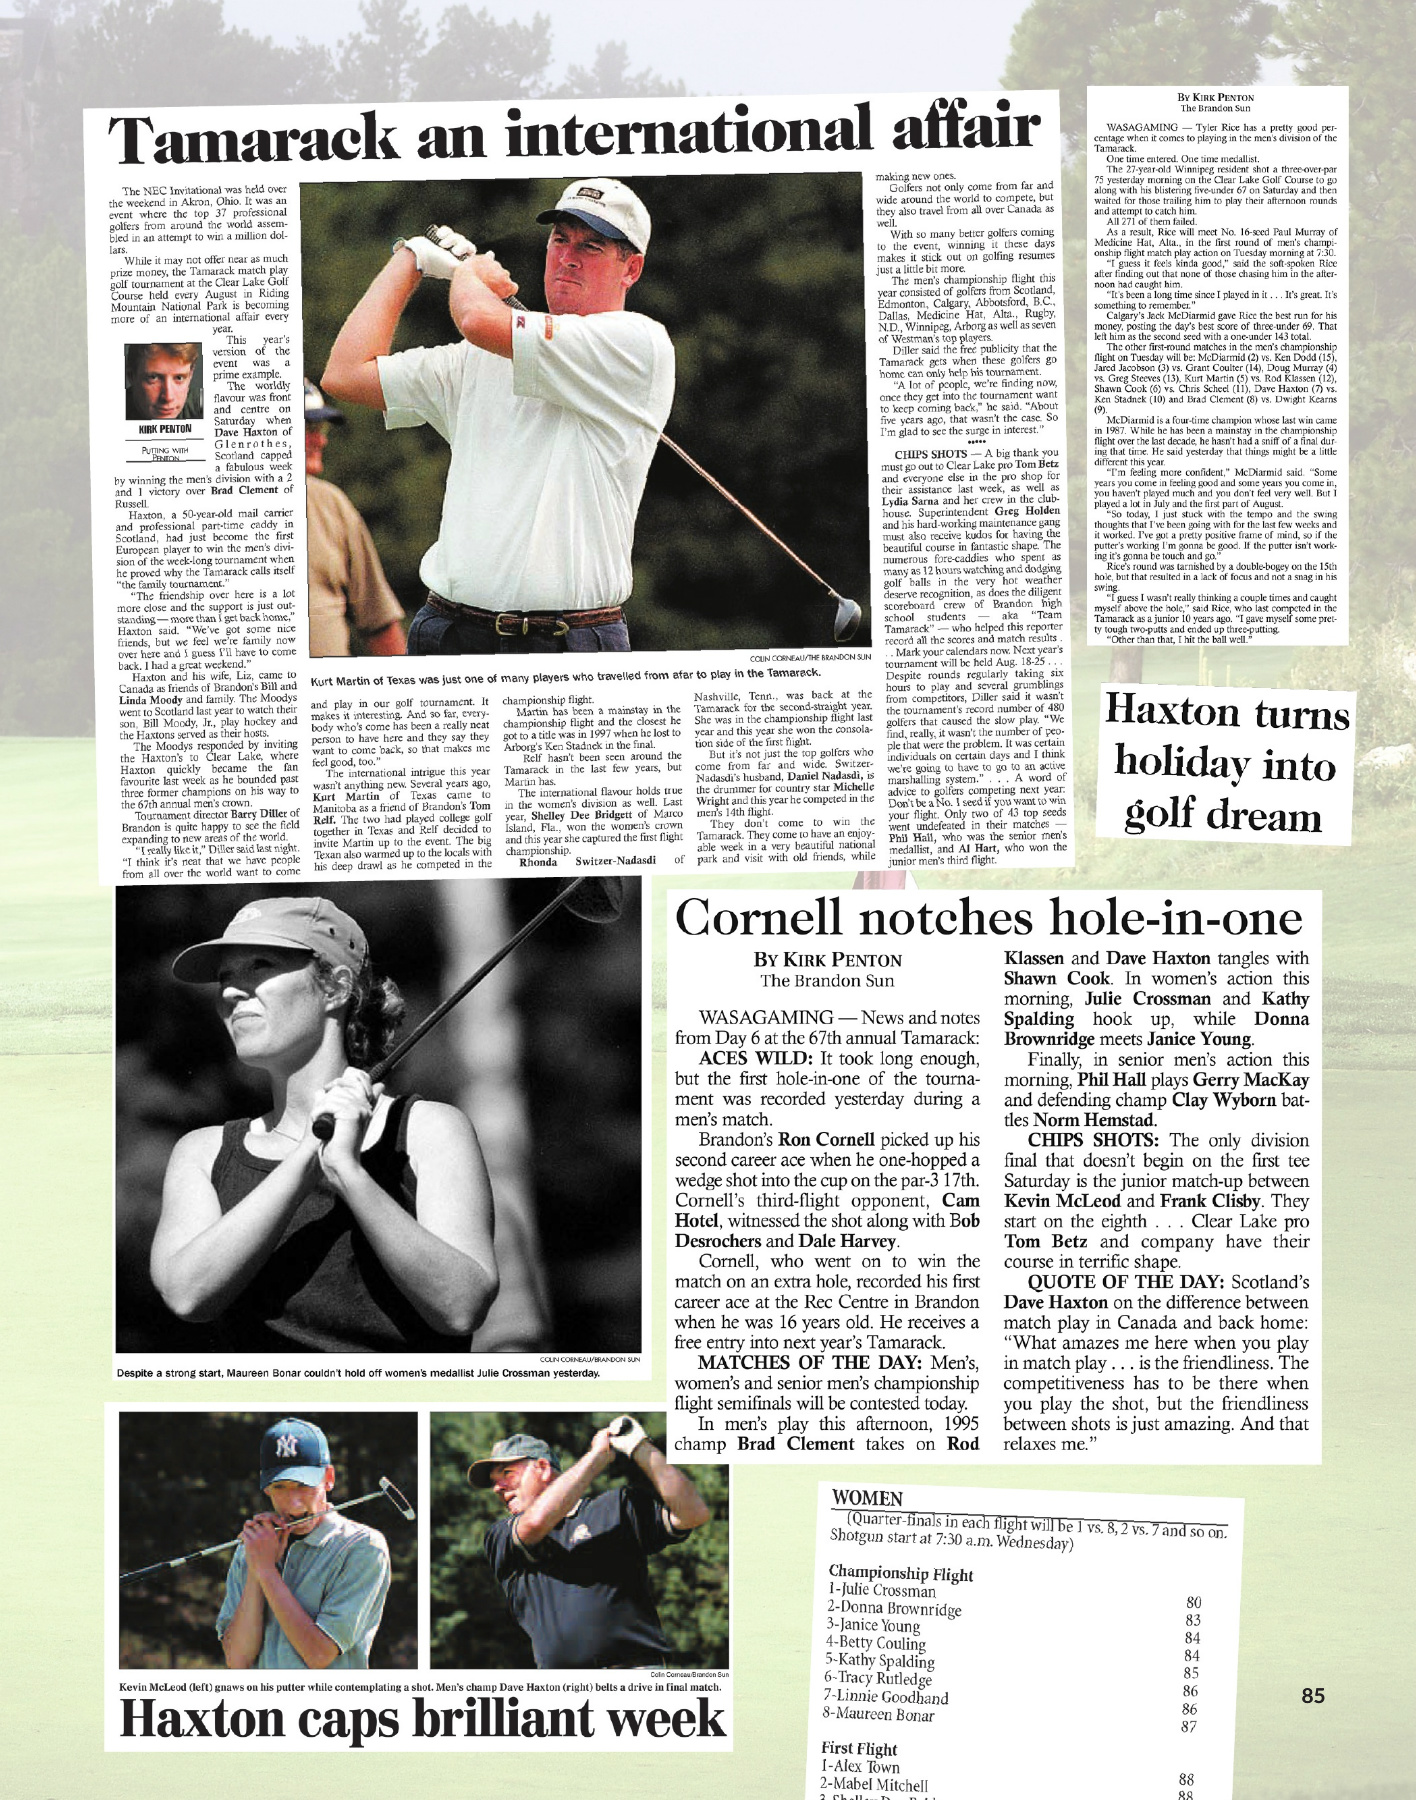 Tamarack an international affair
The NEC Invitational was held over
the weekend in Akron, Ohio. It was an
event where the top 37 professional
golfers from around the world assem-
bled in an attempt to win a million dol-
lars.
While it may not offer near as much
prize money, the Tamarack match play
golf tournament at the Clear Lake Golf
Course held every August in Riding
Mountain National Park is becoming
more of an international affair every
year.
This year's
version of the
event was a
prime example.
The worldly
flavour was front
and centre on
Saturday when
Dave Haxton of
Glenrothes,
Scotland capped
a fabulous week
KIRK PENTON
PUTTING WITH
PENTON
by winning the men's division with a 2
and 1 victory over Brad Clement of
Russell.
Haxton, a 50-year-old mail carrier
and professional part-time caddy in
Scotland, had just become the first
European player to win the men's divi-
sion of the week-long tournament when
he proved why the Tamarack calls itself
"the family tournament."
"The friendship over here is a lot
more close and the support is just out-
standing — more than I get back home,"
Haxton said. "We've got some nice
friends, but we feel we're family now
over here and I guess I'll have to come
back. I had a great weekend."
Haxton and his wife, Liz, came to
Canada as friends of Brandon's Bill and
Linda Moody and family. The Moodys
went to Scotland last year to watch their
son, Bill Moody, Jr., play hockey and
the Haxtons served as their hosts.
The Moodys responded by inviting
the Haxton's to Clear Lake, where
Haxton quickly became the fan
favourite last week as he bounded past
three former champions on his way to
the 67th annual men's crown.
Tournament director Barry Diller of
Brandon is quite happy to see the field
expanding to new areas of the world.
"I really like it," Diller said last night.
"I think it's neat that we have people
from all over the world want to come
COLIN CORNEAU/THE BRANDON SUN
Kurt Martin of Texas was just one of many players who travelled from afar to play in the Tamarack.
and play in our golf tournament. It
makes it interesting. And so far, every-
body who's come has been a really neat
person to have here and they say they
want to come back, so that makes me
feel good, too."
The international intrigue this year
wasn't anything new. Several years ago,
Kurt Martin of Texas came to
Manitoba as a friend of Brandon's Tom
Relf. The two had played college golf
together in Texas and Relf decided to
invite Martin up to the event. The big
Texan also warmed up to the locals with
his deep drawl as he competed in the
championship flight.
Martin has been a mainstay in the
championship flight and the closest he
got to a title was in 1997 when he lost to
Arborg's Ken Stadnek in the final.
Relf hasn't been seen around the
Tamarack in the last few years, but
Martin has.
The international flavour holds true
in the women's division as well. Last
year, Shelley Dee Bridgett of Marco
Island, Fla., won the women's crown
and this year she captured the first flight
championship.
Rhonda Switzer-Nadasdi of
Nashville, Tenn., was back at the
Tamarack for the second-straight year.
She was in the championship flight last
year and this year she won the consola-
tion side of the first flight.
But it's not just the top golfers who
come from far and wide. Switzer-
Nadasdi's husband, Daniel Nadasdi, is
the drummer for country star Michelle
Wright and this year he competed in the
men's 14th flight.
They don't come to win the
Tamarack. They come to have an enjoy-
able week in a very beautiful national
park and visit with old friends, while
making new ones.
Golfers not only come from far and
wide around the world to compete, but
they also travel from all over Canada as
well.
With so many better golfers coming
to the event, winning it these days
makes it stick out on golfing resumes
just a little bit more.
The men's championship flight this
year consisted of golfers from Scotland,
Edmonton, Calgary, Abbotsford, B.C.,
Dallas, Medicine Hat, Alta., Rugby,
N.D., Winnipeg, Arborg as well as seven
of Westman's top players.
Diller said the free publicity that the
Tamarack gets when these golfers go
home can only help his tournament.
"A lot of people, we're finding now,
once they get into the tournament want
to keep coming back," he said. "About
five years ago, that wasn't the case. So
I'm glad to see the surge in interest."
•••••
CHIPS SHOTS — A big thank you
must go out to Clear Lake pro Tom Betz
and everyone else in the pro shop for
their assistance last week, as well as
Lydia Sarna and her crew in the club-
house. Superintendent Greg Holden
and his hard-working maintenance gang
must also receive kudos for having the
beautiful course in fantastic shape. The
numerous fore-caddies who spent as
many as 12 hours watching and dodging
golf balls in the very hot weather
deserve recognition, as does the diligent
scoreboard crew of Brandon high
school students — aka "Team
Tamarack" — who helped this reporter
record all the scores and match results .
. . Mark your calendars now. Next year's
tournament will be held Aug. 18-25 . . .
Despite rounds regularly taking six
hours to play and several grumblings
from competitors, Diller said it wasn't
the tournament's record number of 480
golfers that caused the slow play. "We
find, really, it wasn't the number of peo-
ple that were the problem. It was certain
individuals on certain days and I think
we're going to have to go to an active
marshalling system." . . . . A word of
advice to golfers competing next year:
Don't be a No. 1 seed if you want to win
your flight. Only two of 43 top seeds
went undefeated in their matches —
Phil Hall, who was the senior men's
medallist, and Al Hart, who won the
junior men's third flight.
BY KIRK PENTON
The Brandon Sun
WASAGAMING — Tyler Rice has a pretty good per-
centage when it comes to playing in the men's division of the
Tamarack.
One time entered. One time medallist.
The 27-year-old Winnipeg resident shot a three-over-par
75 yesterday morning on the Clear Lake Golf Course to go
along with his blistering five-under 67 on Saturday and then
waited for those trailing him to play their afternoon rounds
and attempt to catch him.
All 271 of them failed.
As a result, Rice will meet No. 16-seed Paul Murray of
Medicine Hat, Alta., in the first round of men's champi-
onship flight match play action on Tuesday morning at 7:30.
"I guess it feels kinda good," said the soft-spoken Rice
after finding out that none of those chasing him in the after-
noon had caught him.
"It's been a long time since I played in it . . . It's great. It's
something to remember."
Calgary's Jack McDiarmid gave Rice the best run for his
money, posting the day's best score of three-under 69. That
left him as the second seed with a one-under 143 total.
The other first-round matches in the men's championship
flight on Tuesday will be: McDiarmid (2) vs. Ken Dodd (15),
Jared Jacobson (3) vs. Grant Coulter (14), Doug Murray (4)
vs. Greg Steeves (13), Kurt Martin (5) vs. Rod Klassen (12),
Shawn Cook (6) vs. Chris Scheel (11), Dave Haxton (7) vs.
Ken Stadnek (10) and Brad Clement (8) vs. Dwight Kearns
(9).
McDiarmid is a four-time champion whose last win came
in 1987. While he has been a mainstay in the championship
flight over the last decade, he hasn't had a sniff of a final dur-
ing that time. He said yesterday that things might be a little
different this year.
"I'm feeling more confident," McDiarmid said. "Some
years you come in feeling good and some years you come in,
you haven't played much and you don't feel very well. But I
played a lot in July and the first part of August.
"So today, I just stuck with the tempo and the swing
thoughts that I've been going with for the last few weeks and
it worked. I've got a pretty positive frame of mind, so if the
putter's working I'm gonna be good. If the putter isn't work-
ing it's gonna be touch and go."
Rice's round was tarnished by a double-bogey on the 15th
hole, but that resulted in a lack of focus and not a snag in his
swing.
"I guess I wasn't really thinking a couple times and caught
myself above the hole," said Rice, who last competed in the
Tamarack as a junior 10 years ago. "I gave myself some pret-
ty tough two-putts and ended up three-putting.
"Other than that, I hit the ball well."
Haxton turns
holiday into
golf dream
COLIN CORNEAU/BRANDON SUN
Despite a strong start, Maureen Bonar couldn't hold off women's medallist Julie Crossman yesterday.
Cornell notches hole-in-one
BY KIRK PENTON
The Brandon Sun
WASAGAMING — News and notes
from Day 6 at the 67th annual Tamarack:
ACES WILD: It took long enough,
but the first hole-in-one of the tourna-
ment was recorded yesterday during a
men's match.
Brandon's Ron Cornell picked up his
second career ace when he one-hopped a
wedge shot into the cup on the par-3 17th.
Cornell's third-flight opponent, Cam
Hotel, witnessed the shot along with Bob
Desrochers and Dale Harvey.
Cornell, who went on to win the
match on an extra hole, recorded his first
career ace at the Rec Centre in Brandon
when he was 16 years old. He receives a
free entry into next year's Tamarack.
MATCHES OF THE DAY: Men's,
women's and senior men's championship
flight semifinals will be contested today.
In men's play this afternoon, 1995
champ Brad Clement takes on Rod
Klassen and Dave Haxton tangles with
Shawn Cook. In women's action this
morning, Julie Crossman and Kathy
Spalding hook up, while Donna
Brownridge meets Janice Young.
Finally, in senior men's action this
morning, Phil Hall plays Gerry MacKay
and defending champ Clay Wyborn bat-
tles Norm Hemstad.
CHIPS SHOTS: The only division
final that doesn't begin on the first tee
Saturday is the junior match-up between
Kevin McLeod and Frank Clisby. They
start on the eighth . . . Clear Lake pro
Tom Betz and company have their
course in terrific shape.
QUOTE OF THE DAY: Scotland's
Dave Haxton on the difference between
match play in Canada and back home:
"What amazes me here when you play
in match play . . . is the friendliness. The
competitiveness has to be there when
you play the shot, but the friendliness
between shots is just amazing. And that
relaxes me."
Colin Corneau/Brandon Sun
Kevin McLeod (left) gnaws on his putter while contemplating a shot. Men's champ Dave Haxton (right) belts a drive in final match.
Haxton caps brilliant week
WOMEN
(Quarter-finals in each flight will be 1 vs. 8, 2 vs. 7 and so on.
Shotgun start at 7:30 a.m. Wednesday)
Championship Flight
1-Julie Crossman 80
2-Donna Brownridge 83
3-Janice Young 84
4-Betty Couling 84
5-Kathy Spalding 85
6-Tracy Rutledge 86
7-Linnie Goodhand 86
8-Maureen Bonar 87
First Flight
1-Alex Town 88
2-Mabel Mitchell 88
85